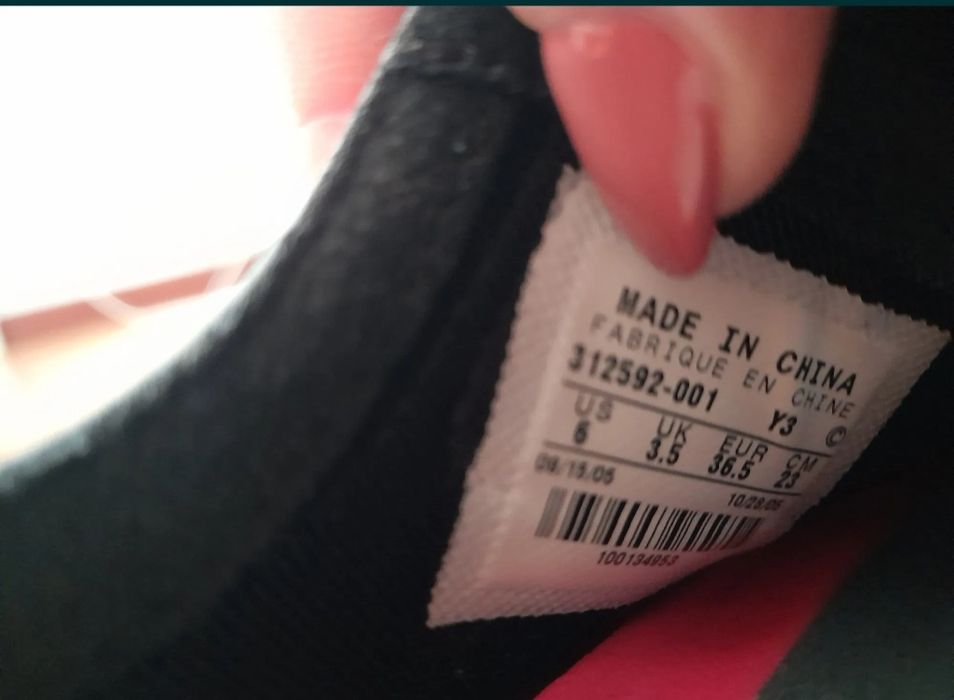 MADE IN CHINA
FABRIQUE EN CHINE
312592-001 Y3 ©
US UK EUR CM
6 3.5 36.5 23
08/15/05 10/28/05
100134953